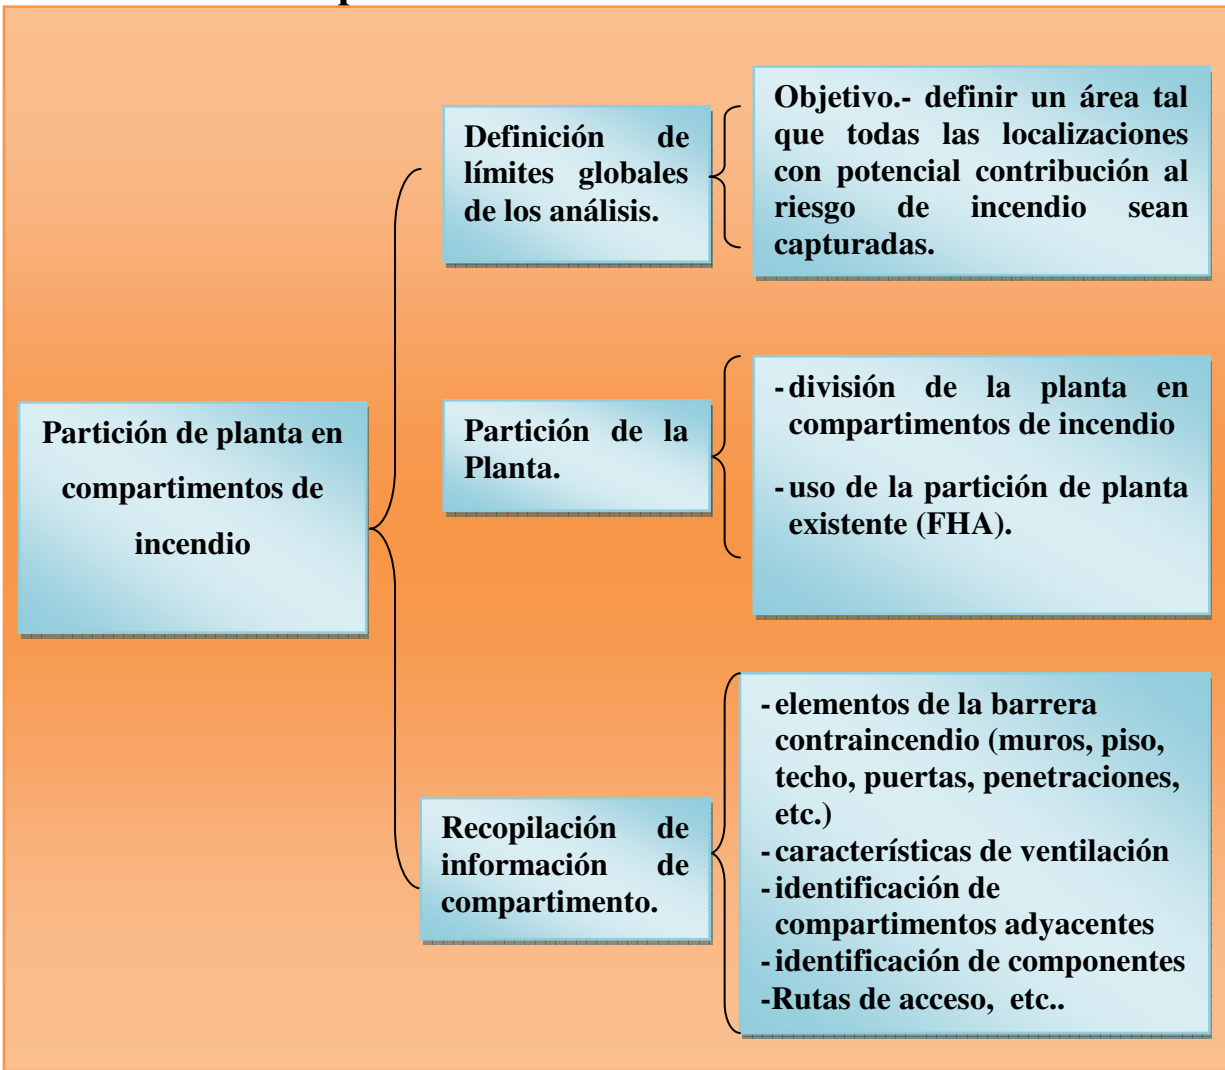 Partición de planta en
compartimentos de
incendio
Definición de
límites globales
de los análisis.
Objetivo.- definir un área tal
que todas las localizaciones
con potencial contribución al
riesgo de incendio sean
capturadas.
Partición de la
Planta.
- división de la planta en
compartimentos de incendio
- uso de la partición de planta
existente (FHA).
Recopilación de
información de
compartimento.
- elementos de la barrera
contraincendio (muros, piso,
techo, puertas, penetraciones,
etc.)
- características de ventilación
- identificación de
compartimentos adyacentes
- identificación de componentes
-Rutas de acceso, etc..